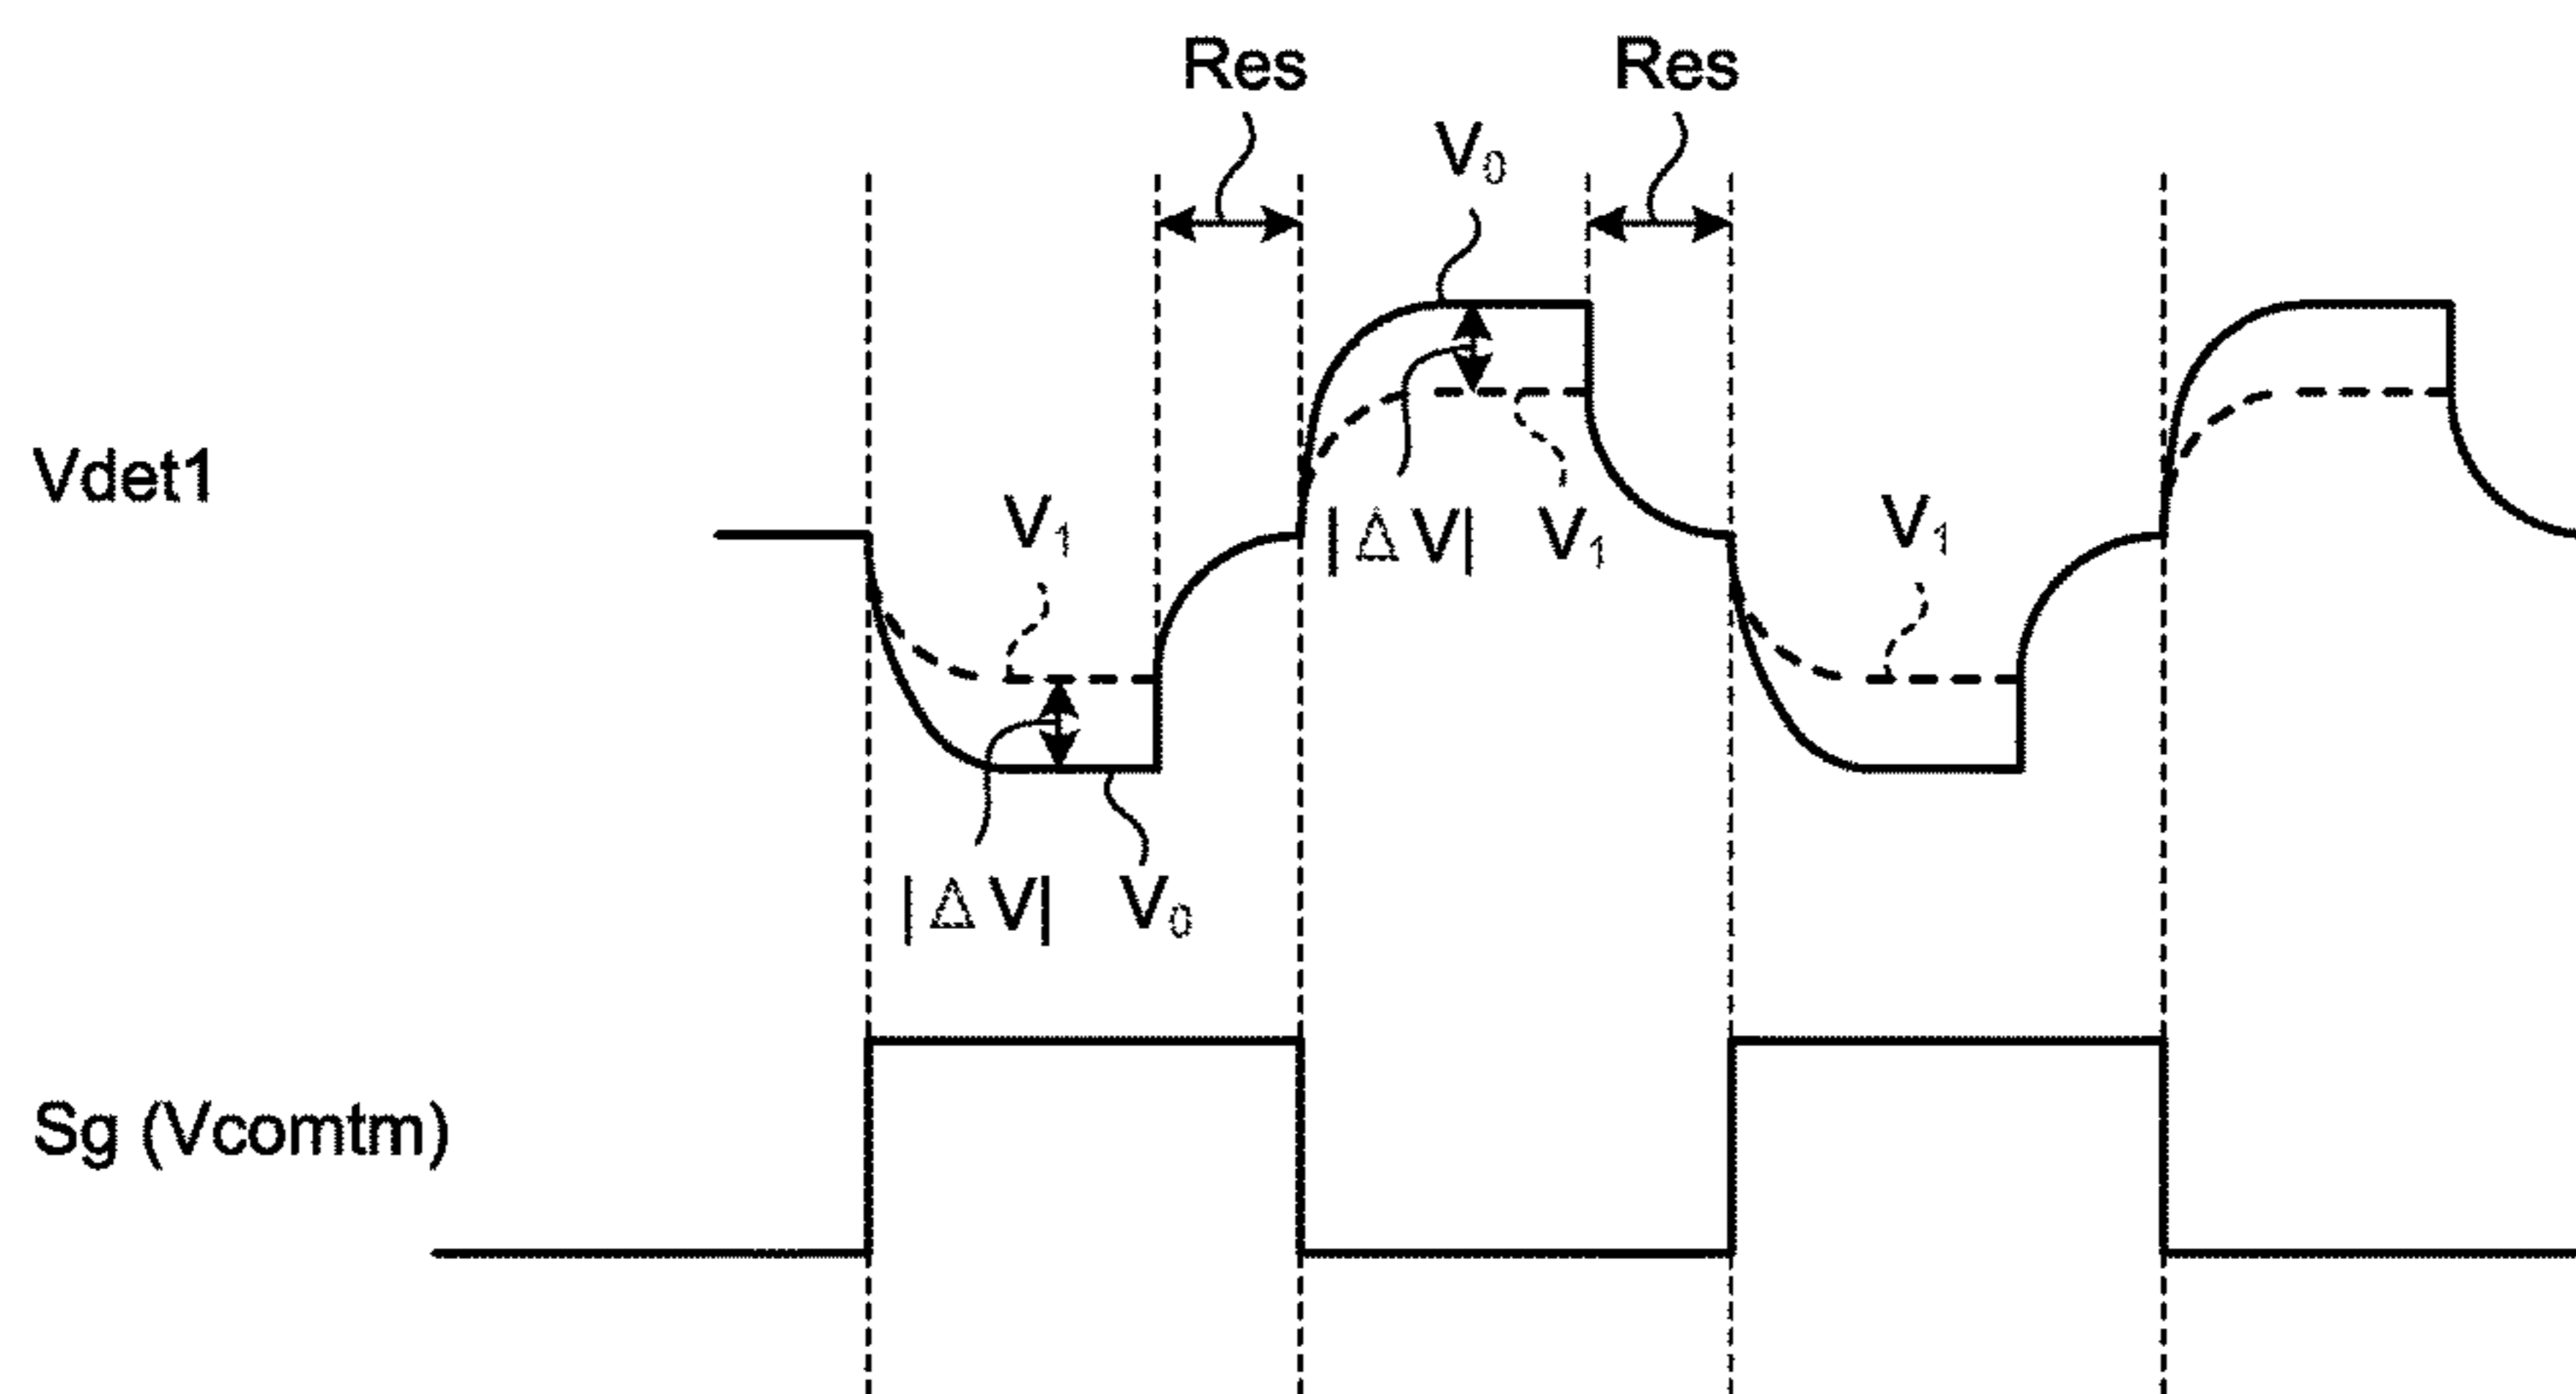 Res
Res
V₀
Vdet1
V₁
|ΔV|
V₁
V₁
|ΔV|
V₀
Sg (Vcomtm)